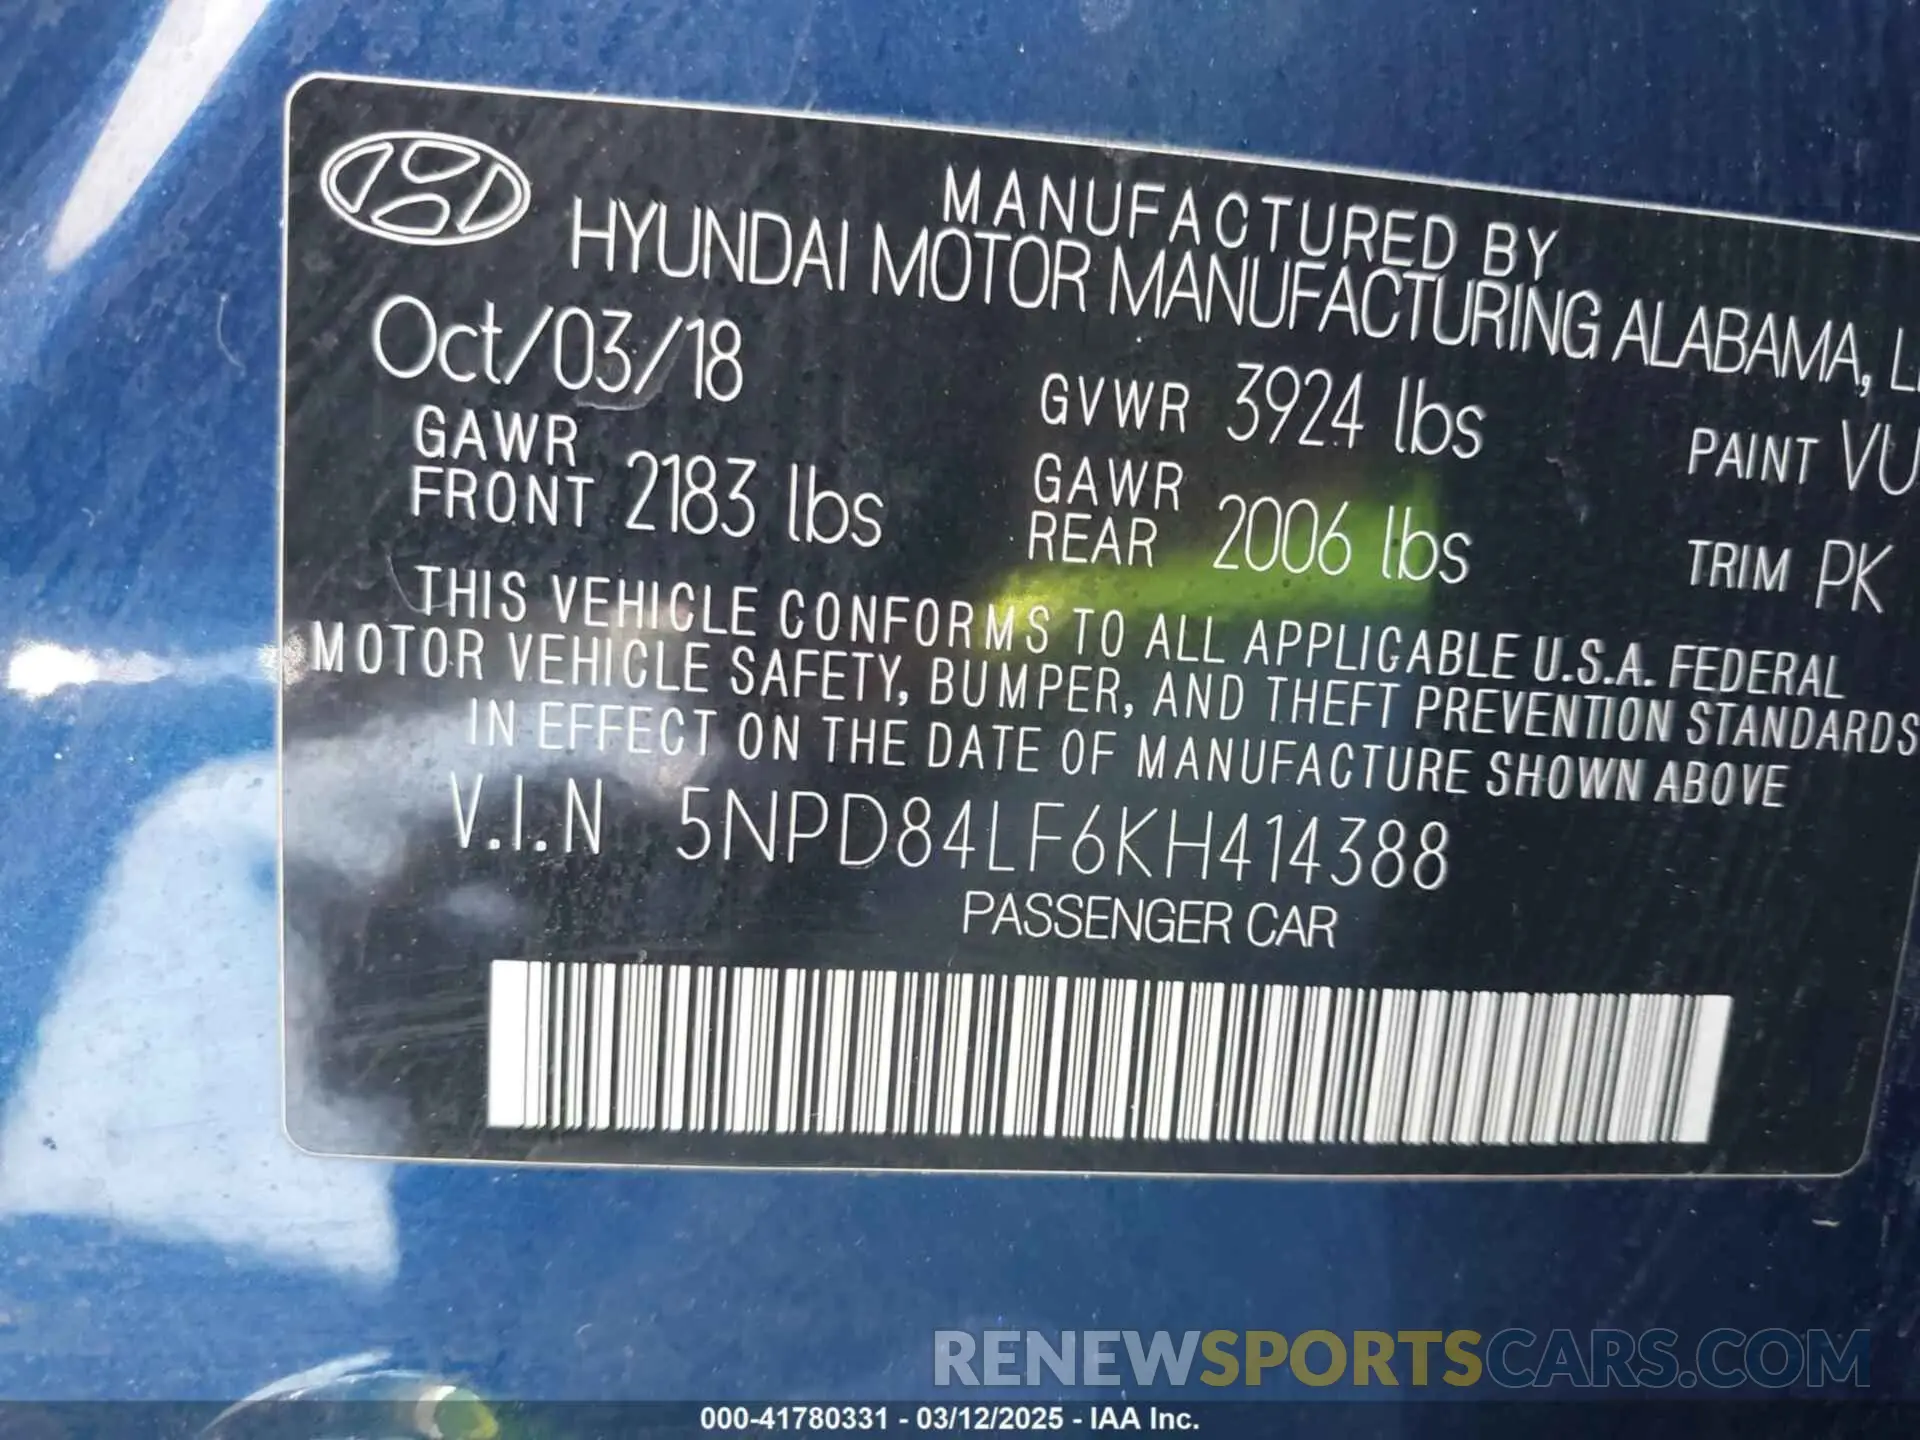 MANUFACTURED BY
HYUNDAI MOTOR MANUFACTURING ALABAMA,
Oct/03/18
GVWR 3924 lbs
PAINT
GAWR FRONT 2183 lbs
GAWR REAR 2006 lbs
TRIM PK
THIS VEHICLE CONFORMS TO ALL APPLICABLE U.S.A. FEDERAL
MOTOR VEHICLE SAFETY, BUMPER, AND THEFT PREVENTION STANDARDS
IN EFFECT ON THE DATE OF MANUFACTURE SHOWN ABOVE
V.I.N 5NPD84LF6KH414388
PASSENGER CAR
RENEWSPORTSCARS.COM
000-41780331 - 03/12/2025 - IAA Inc.